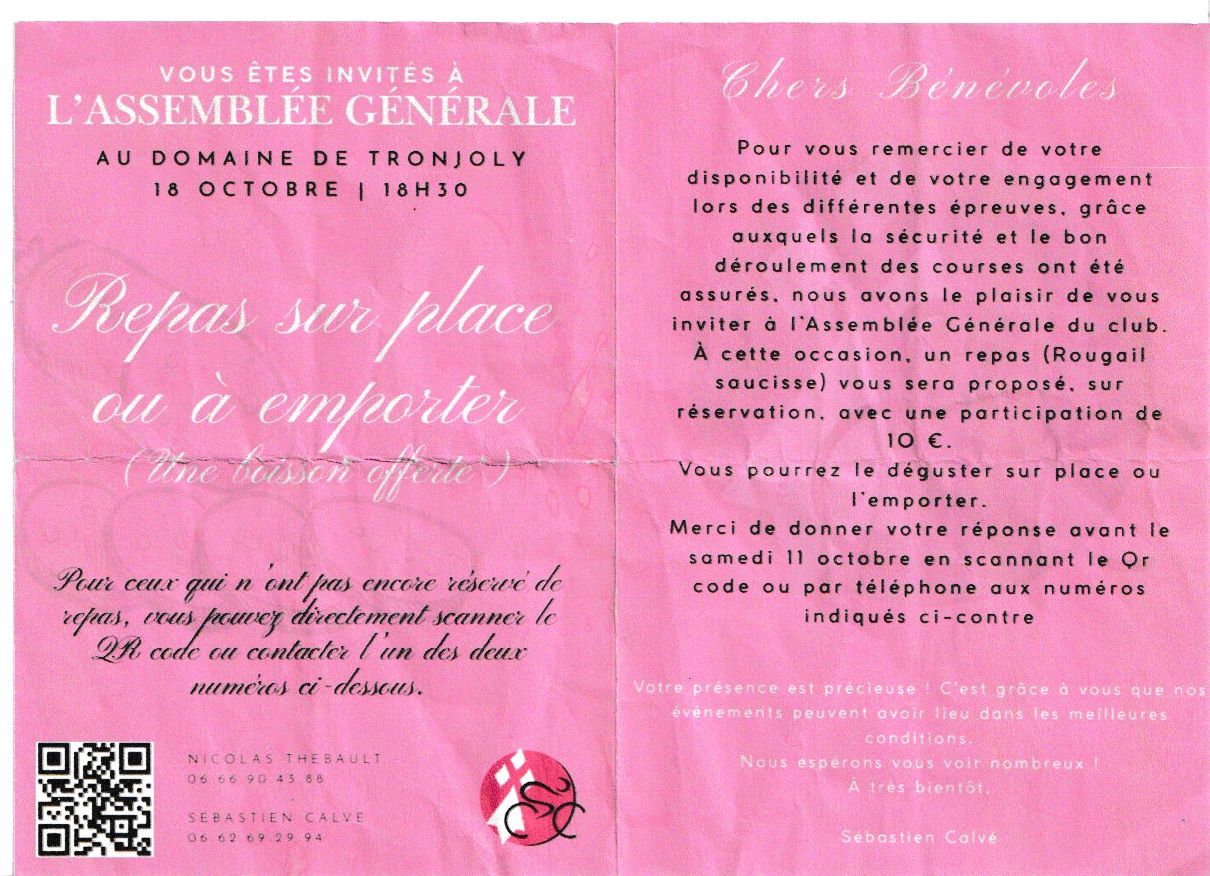 VOUS ÊTES INVITÉS À
L'ASSEMBLÉE GÉNÉRALE
AU DOMAINE DE TRONJOLY
18 OCTOBRE | 18H30
Repas sur place
ou à emporter
(Une boisson offerte)
Pour ceux qui n'ont pas encore réservé de
repas, vous pouvez directement scanner le
QR code ou contacter l'un des deux
numéros ci-dessous.
NICOLAS THEBAULT
06 66 90 43 88
SEBASTIEN CALVE
06 62 69 29 94
Chers Bénévoles
Pour vous remercier de votre
disponibilité et de votre engagement
lors des différentes épreuves, grâce
auxquels la sécurité et le bon
déroulement des courses ont été
assurés, nous avons le plaisir de vous
inviter à l'Assemblée Générale du club.
À cette occasion, un repas (Rougail
saucisse) vous sera proposé, sur
réservation, avec une participation de
10 €.
Vous pourrez le déguster sur place ou
l'emporter.
Merci de donner votre réponse avant le
samedi 11 octobre en scannant le Qr
code ou par téléphone aux numéros
indiqués ci-contre
Votre présence est précieuse ! C'est grâce à vous que nos
événements peuvent avoir lieu dans les meilleures
conditions.
Nous espérons vous voir nombreux !
À très bientôt,
Sébastien Calvé